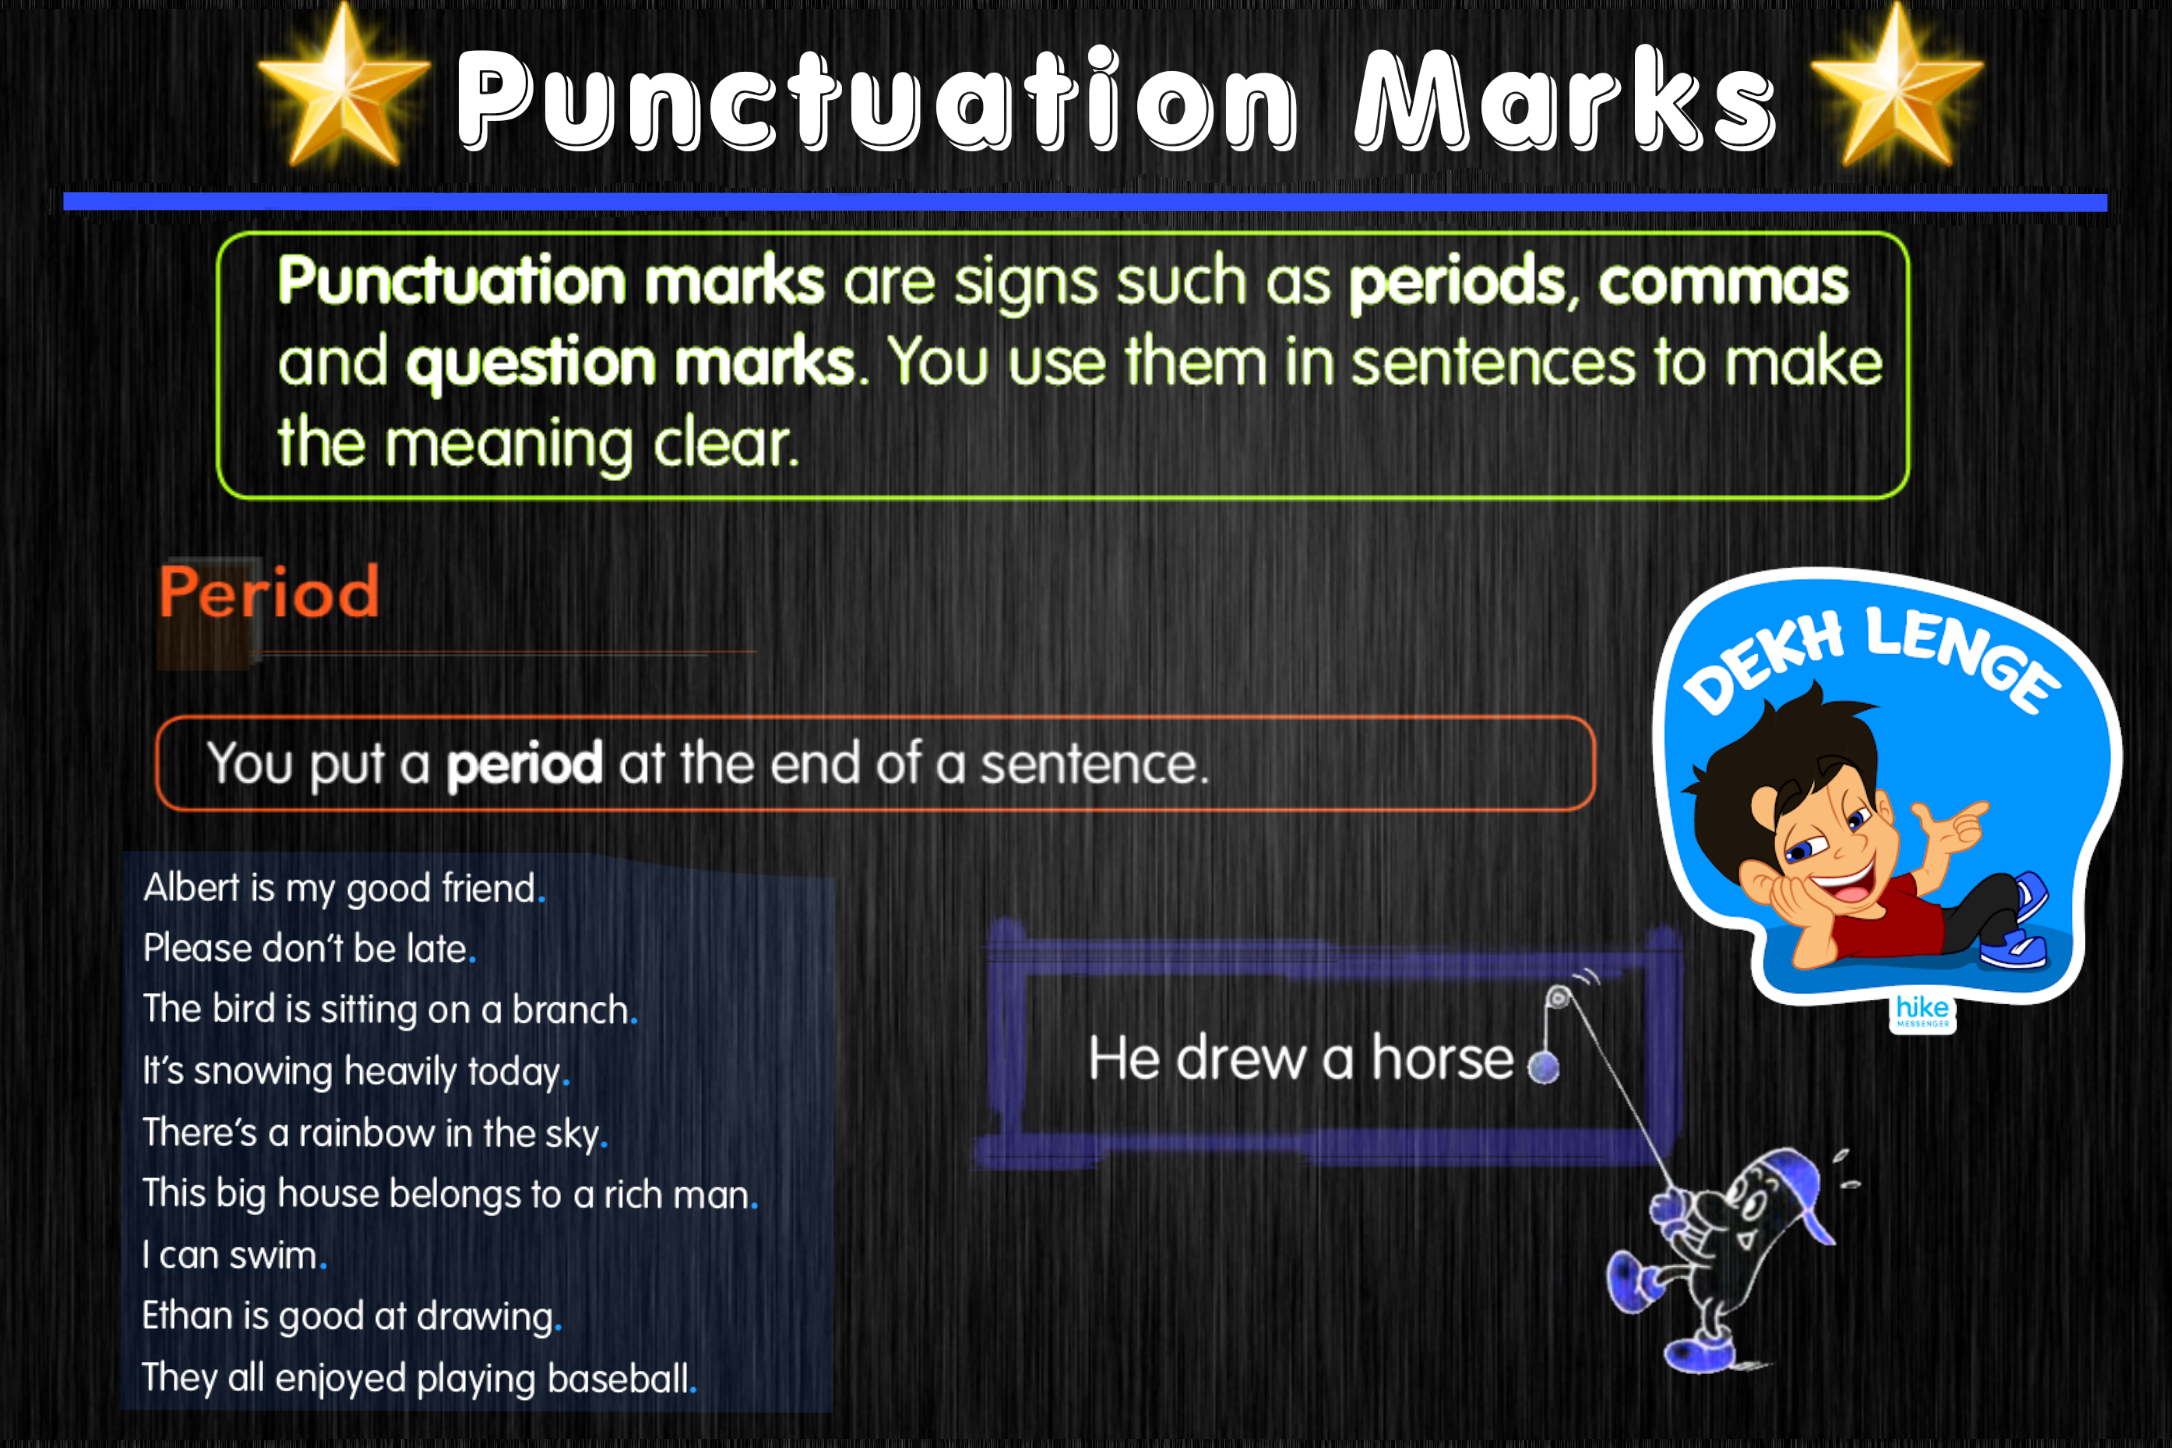 Punctuation Marks
Punctuation marks are signs such as periods, commas
and question marks. You use them in sentences to make
the meaning clear.
Period
You put a period at the end of a sentence.
Albert is my good friend.
Please don't be late.
The bird is sitting on a branch.
It's snowing heavily today.
There's a rainbow in the sky.
This big house belongs to a rich man.
I can swim.
Ethan is good at drawing.
They all enjoyed playing baseball.
He drew a horse
DEKH LENGE
hike
MESSENGER